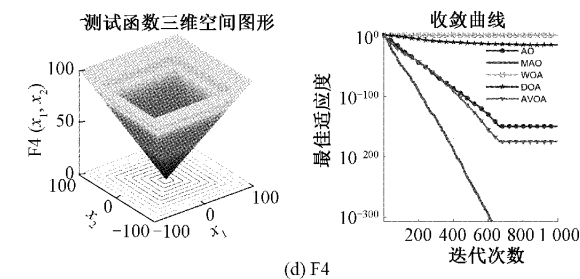 测试函数三维空间图形
F4 (x₁, x₂)
100
50
0
100
0
-100
x₂
-100
0
100
x₁
收敛曲线
最佳适应度
10⁰
10⁻¹⁰⁰
10⁻²⁰⁰
10⁻³⁰⁰
AO
MAO
WOA
DOA
AVOA
200 400 600 800 1 000
迭代次数
(d) F4